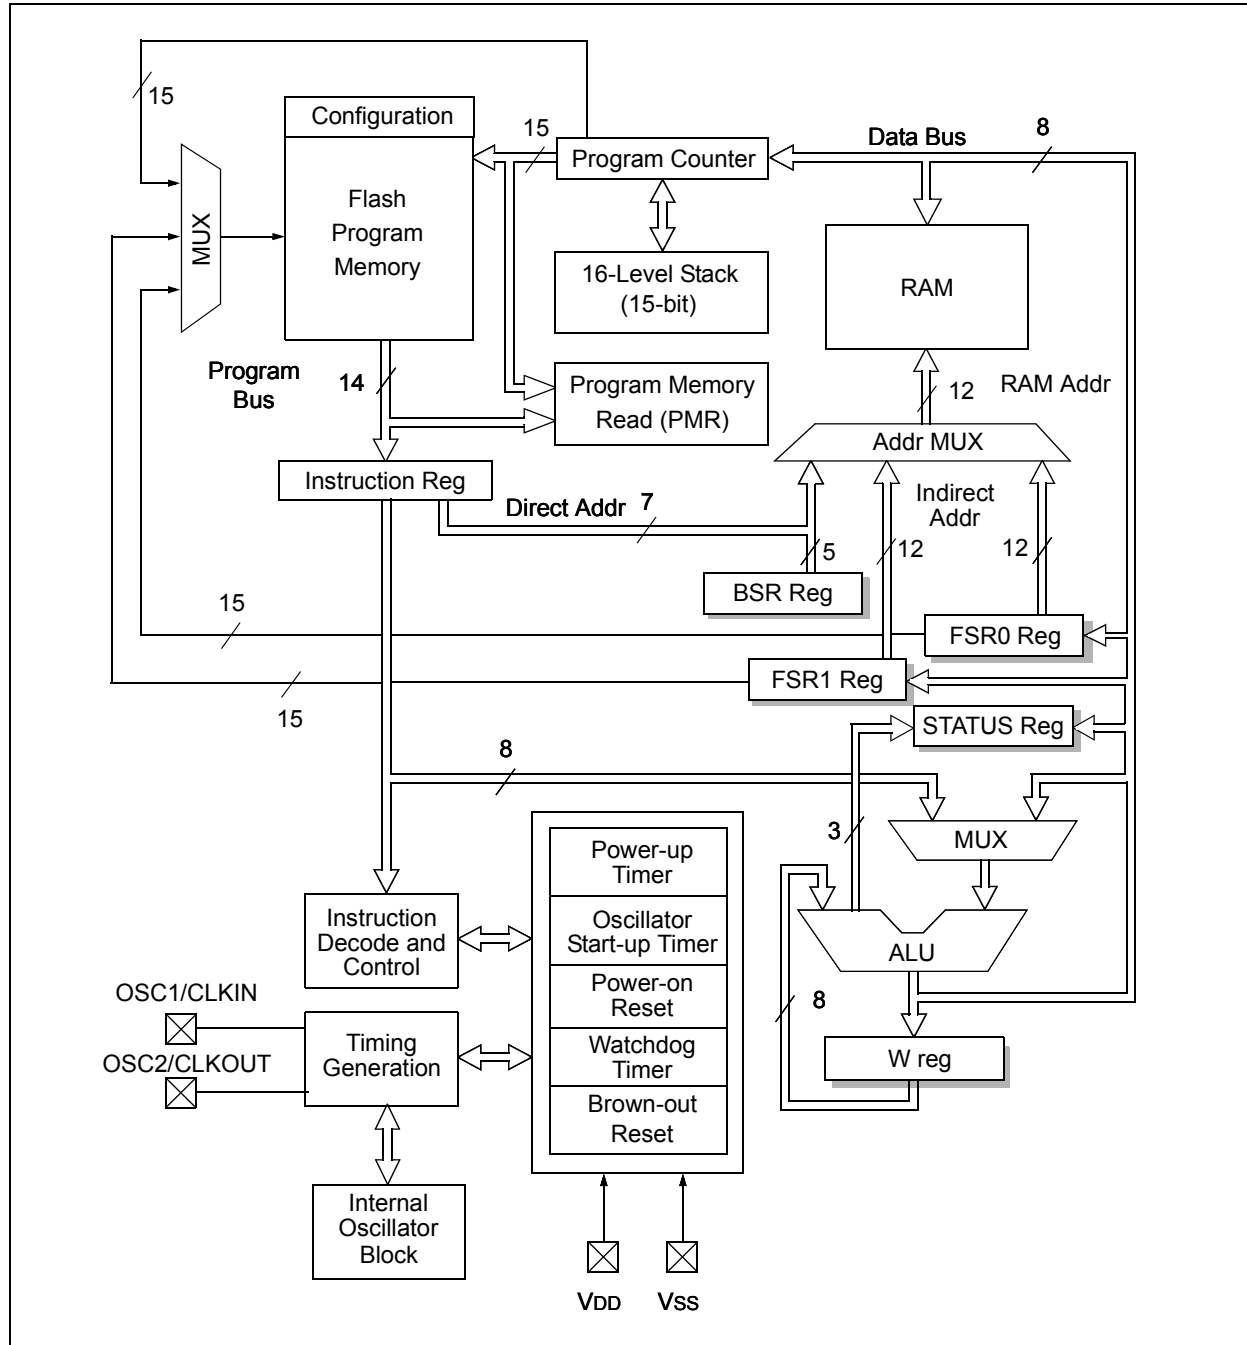 15
Configuration
Flash
Program
Memory
MUX
15
Program Counter
Data Bus
8
16-Level Stack
(15-bit)
RAM
Program
Bus
14
Program Memory
Read (PMR)
12
RAM Addr
Addr MUX
Instruction Reg
Direct Addr
7
Indirect
Addr
5
12
12
BSR Reg
15
FSR0 Reg
15
FSR1 Reg
STATUS Reg
8
3
MUX
Power-up
Timer
Oscillator
Start-up Timer
Power-on
Reset
Watchdog
Timer
Brown-out
Reset
Instruction
Decode and
Control
ALU
8
W reg
OSC1/CLKIN
OSC2/CLKOUT
Timing
Generation
Internal
Oscillator
Block
VDD
VSS